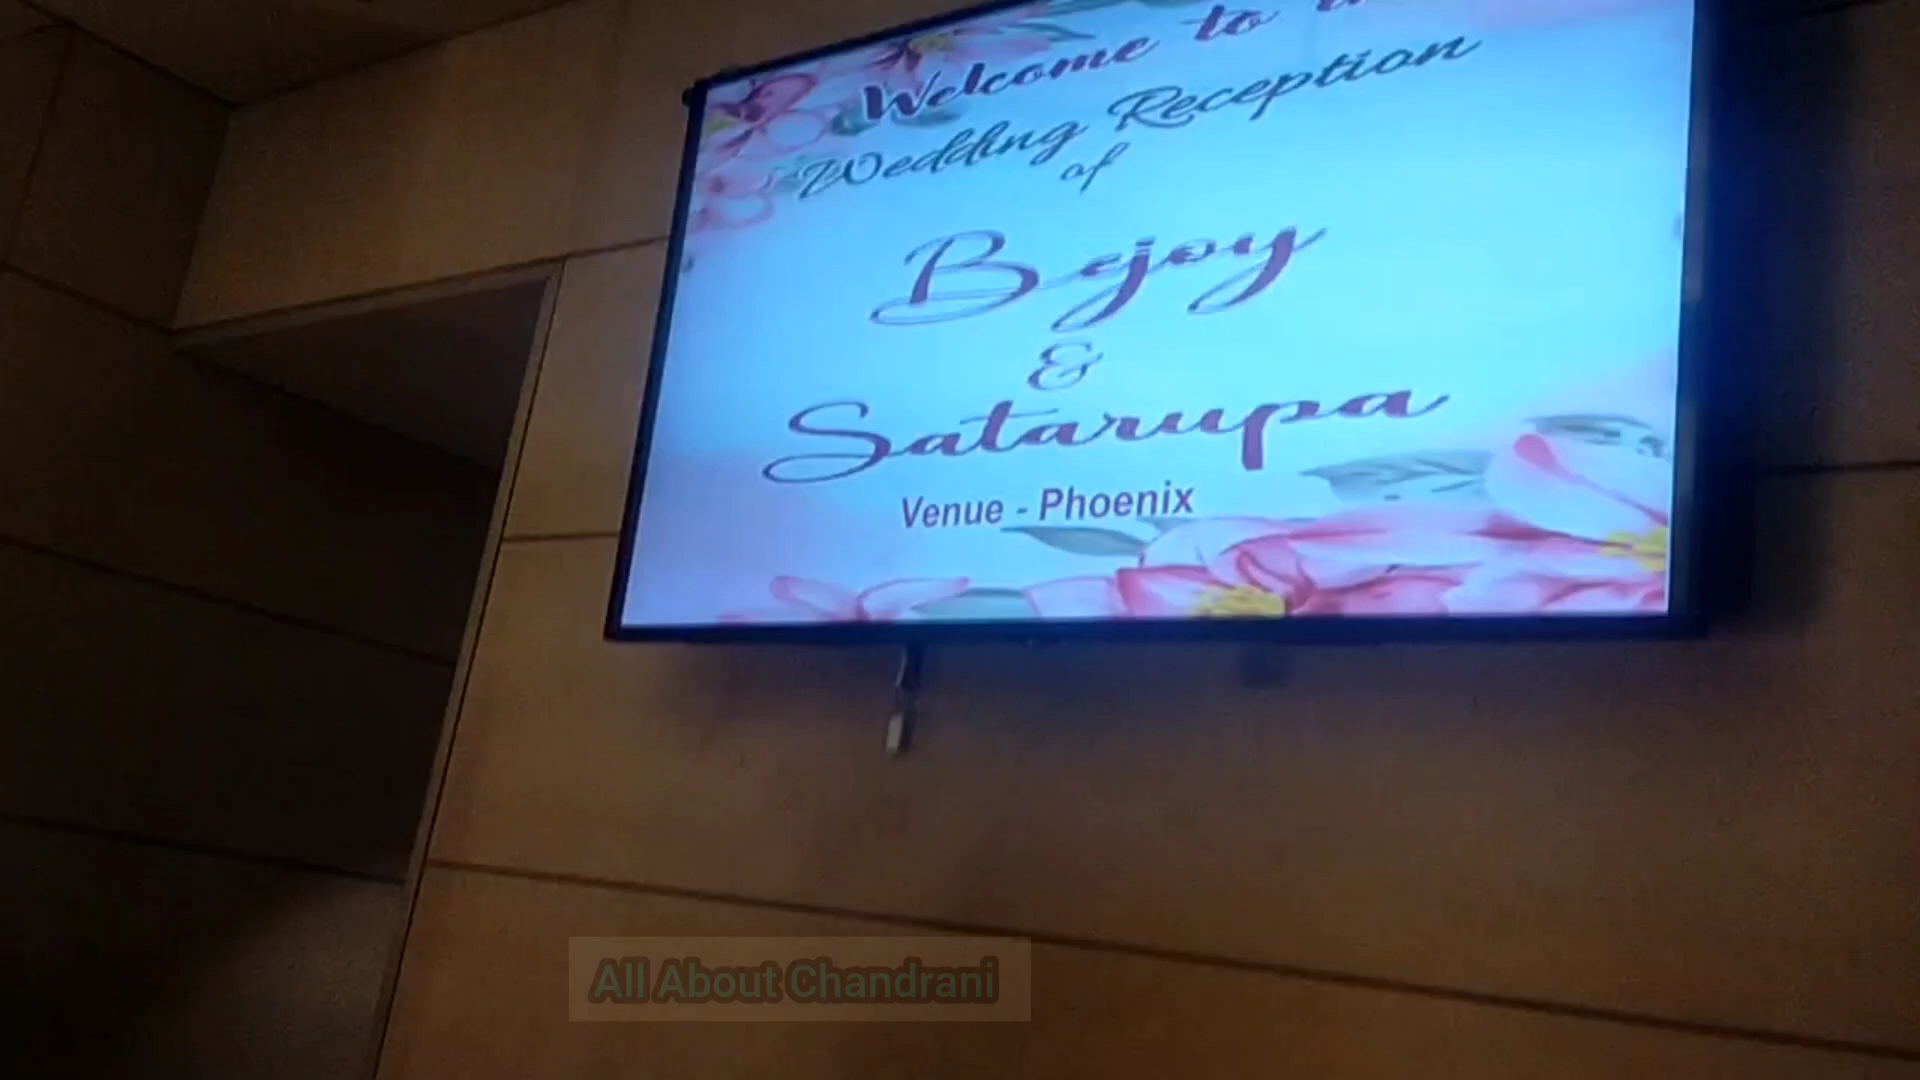 Welcome to
Wedding Reception
of
Bejoy
&
Satarupa
Venue - Phoenix
All About Chandrani